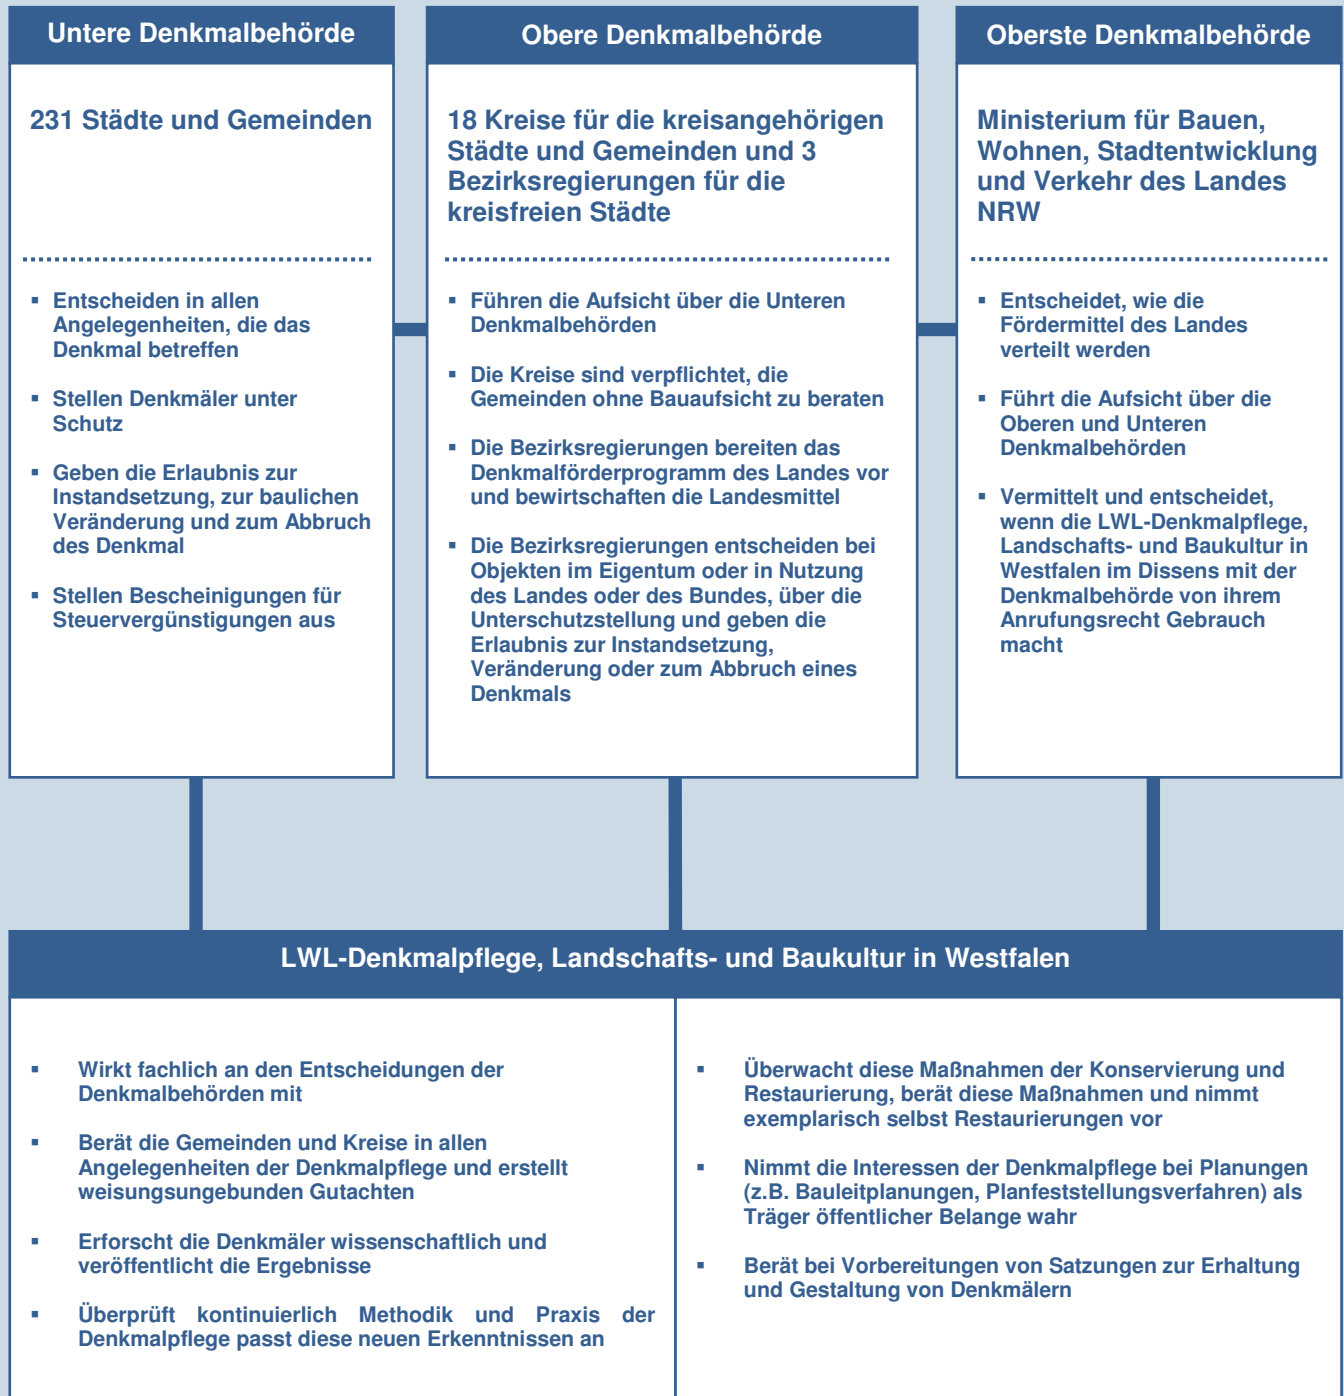 Untere Denkmalbehörde
231 Städte und Gemeinden
▪ Entscheiden in allen
Angelegenheiten, die das
Denkmal betreffen
▪ Stellen Denkmäler unter
Schutz
▪ Geben die Erlaubnis zur
Instandsetzung, zur baulichen
Veränderung und zum Abbruch
des Denkmal
▪ Stellen Bescheinigungen für
Steuervergünstigungen aus
Obere Denkmalbehörde
18 Kreise für die kreisangehörigen
Städte und Gemeinden und 3
Bezirksregierungen für die
kreisfreien Städte
▪ Führen die Aufsicht über die Unteren
Denkmalbehörden
▪ Die Kreise sind verpflichtet, die
Gemeinden ohne Bauaufsicht zu beraten
▪ Die Bezirksregierungen bereiten das
Denkmalförderprogramm des Landes vor
und bewirtschaften die Landesmittel
▪ Die Bezirksregierungen entscheiden bei
Objekten im Eigentum oder in Nutzung
des Landes oder des Bundes, über die
Unterschutzstellung und geben die
Erlaubnis zur Instandsetzung,
Veränderung oder zum Abbruch eines
Denkmals
Oberste Denkmalbehörde
Ministerium für Bauen,
Wohnen, Stadtentwicklung
und Verkehr des Landes
NRW
▪ Entscheidet, wie die
Fördermittel des Landes
verteilt werden
▪ Führt die Aufsicht über die
Oberen und Unteren
Denkmalbehörden
▪ Vermittelt und entscheidet,
wenn die LWL-Denkmalpflege,
Landschafts- und Baukultur in
Westfalen im Dissens mit der
Denkmalbehörde von ihrem
Anrufungsrecht Gebrauch
macht
LWL-Denkmalpflege, Landschafts- und Baukultur in Westfalen
▪ Wirkt fachlich an den Entscheidungen der
Denkmalbehörden mit
▪ Berät die Gemeinden und Kreise in allen
Angelegenheiten der Denkmalpflege und erstellt
weisungsungebunden Gutachten
▪ Erforscht die Denkmäler wissenschaftlich und
veröffentlicht die Ergebnisse
▪ Überprüft kontinuierlich Methodik und Praxis der
Denkmalpflege passt diese neuen Erkenntnissen an
▪ Überwacht diese Maßnahmen der Konservierung und
Restaurierung, berät diese Maßnahmen und nimmt
exemplarisch selbst Restaurierungen vor
▪ Nimmt die Interessen der Denkmalpflege bei Planungen
(z.B. Bauleitplanungen, Planfeststellungsverfahren) als
Träger öffentlicher Belange wahr
▪ Berät bei Vorbereitungen von Satzungen zur Erhaltung
und Gestaltung von Denkmälern